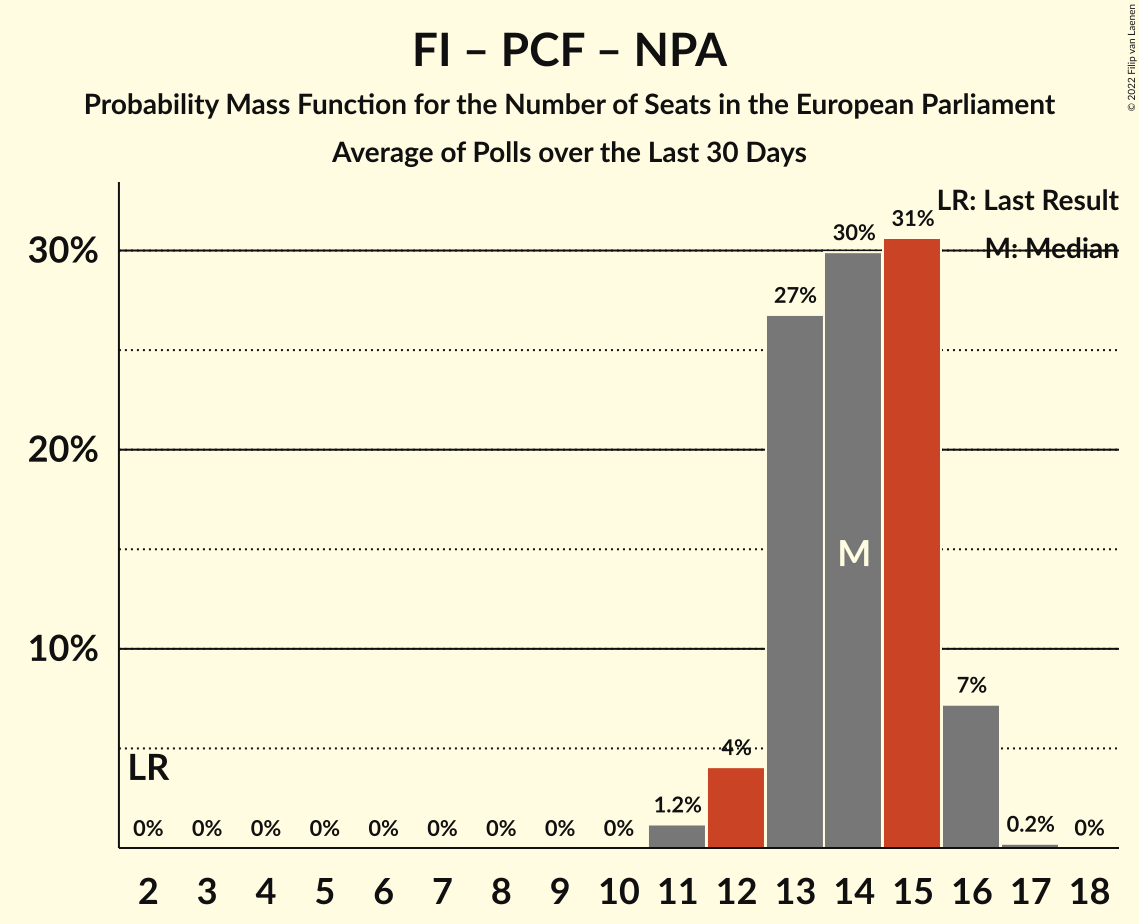 FI – PCF – NPA
Probability Mass Function for the Number of Seats in the European Parliament
Average of Polls over the Last 30 Days
© 2022 Filip van Laenen
LR: Last Result
M: Median
30%
20%
10%
LR
M
0%
0%
0%
0%
0%
0%
0%
0%
0%
1.2%
4%
27%
30%
31%
7%
0.2%
0%
2 3 4 5 6 7 8 9 10 11 12 13 14 15 16 17 18